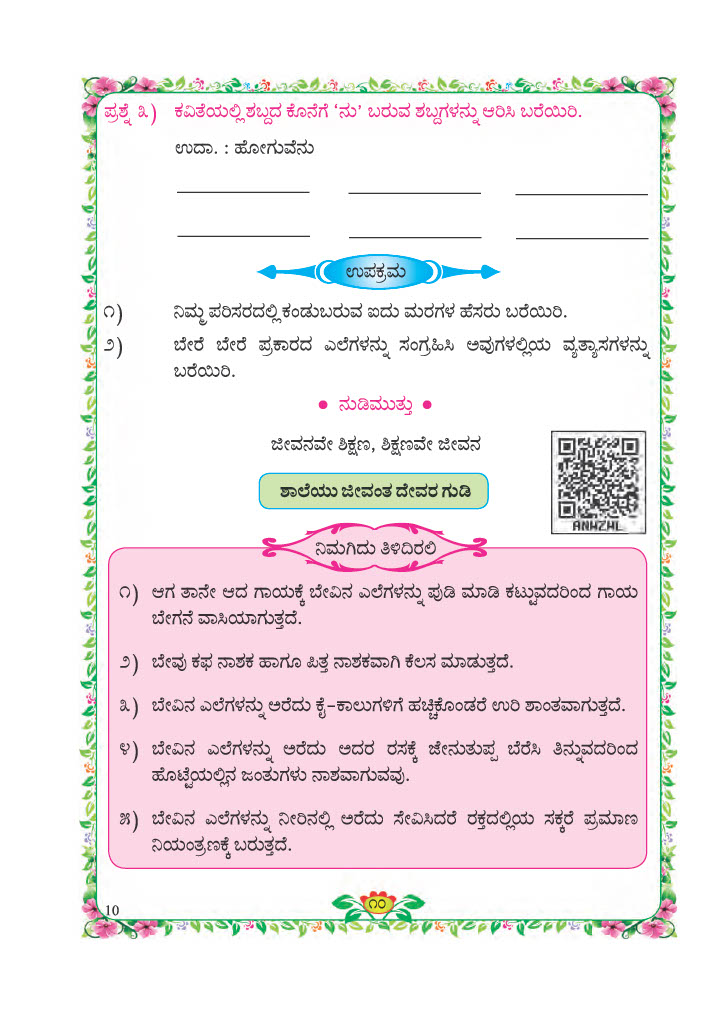 ಪ್ರಶ್ನೆ ೩) ಕವಿತೆಯಲ್ಲಿ ಶಬ್ದದ ಕೊನೆಗೆ ‘ನು’ ಬರುವ ಶಬ್ದಗಳನ್ನು ಆರಿಸಿ ಬರೆಯಿರಿ.
ಉದಾ. : ಹೋಗುವೆನು
ಉಪಕ್ರಮ
೧) ನಿಮ್ಮ ಪರಿಸರದಲ್ಲಿ ಕಂಡುಬರುವ ಐದು ಮರಗಳ ಹೆಸರು ಬರೆಯಿರಿ.
೨) ಬೇರೆ ಬೇರೆ ಪ್ರಕಾರದ ಎಲೆಗಳನ್ನು ಸಂಗ್ರಹಿಸಿ ಅವುಗಳಲ್ಲಿಯ ವ್ಯತ್ಯಾಸಗಳನ್ನು
ಬರೆಯಿರಿ.
● ನುಡಿಮುತ್ತು ●
ಜೀವನವೇ ಶಿಕ್ಷಣ, ಶಿಕ್ಷಣವೇ ಜೀವನ
ಶಾಲೆಯು ಜೀವಂತ ದೇವರ ಗುಡಿ
ANWZWL
ನಿಮಗಿದು ತಿಳಿದಿರಲಿ
೧) ಆಗ ತಾನೇ ಆದ ಗಾಯಕ್ಕೆ ಬೇವಿನ ಎಲೆಗಳನ್ನು ಪುಡಿ ಮಾಡಿ ಕಟ್ಟುವದರಿಂದ ಗಾಯ
ಬೇಗನೆ ವಾಸಿಯಾಗುತ್ತದೆ.
೨) ಬೇವು ಕಫ ನಾಶಕ ಹಾಗೂ ಪಿತ್ತ ನಾಶಕವಾಗಿ ಕೆಲಸ ಮಾಡುತ್ತದೆ.
೩) ಬೇವಿನ ಎಲೆಗಳನ್ನು ಅರೆದು ಕೈ-ಕಾಲುಗಳಿಗೆ ಹಚ್ಚಿಕೊಂಡರೆ ಉರಿ ಶಾಂತವಾಗುತ್ತದೆ.
೪) ಬೇವಿನ ಎಲೆಗಳನ್ನು ಅರೆದು ಅದರ ರಸಕ್ಕೆ ಜೇನುತುಪ್ಪ ಬೆರೆಸಿ ತಿನ್ನುವದರಿಂದ
ಹೊಟ್ಟೆಯಲ್ಲಿನ ಜಂತುಗಳು ನಾಶವಾಗುವವು.
೫) ಬೇವಿನ ಎಲೆಗಳನ್ನು ನೀರಿನಲ್ಲಿ ಅರೆದು ಸೇವಿಸಿದರೆ ರಕ್ತದಲ್ಲಿಯ ಸಕ್ಕರೆ ಪ್ರಮಾಣ
ನಿಯಂತ್ರಣಕ್ಕೆ ಬರುತ್ತದೆ.
10
೧೦